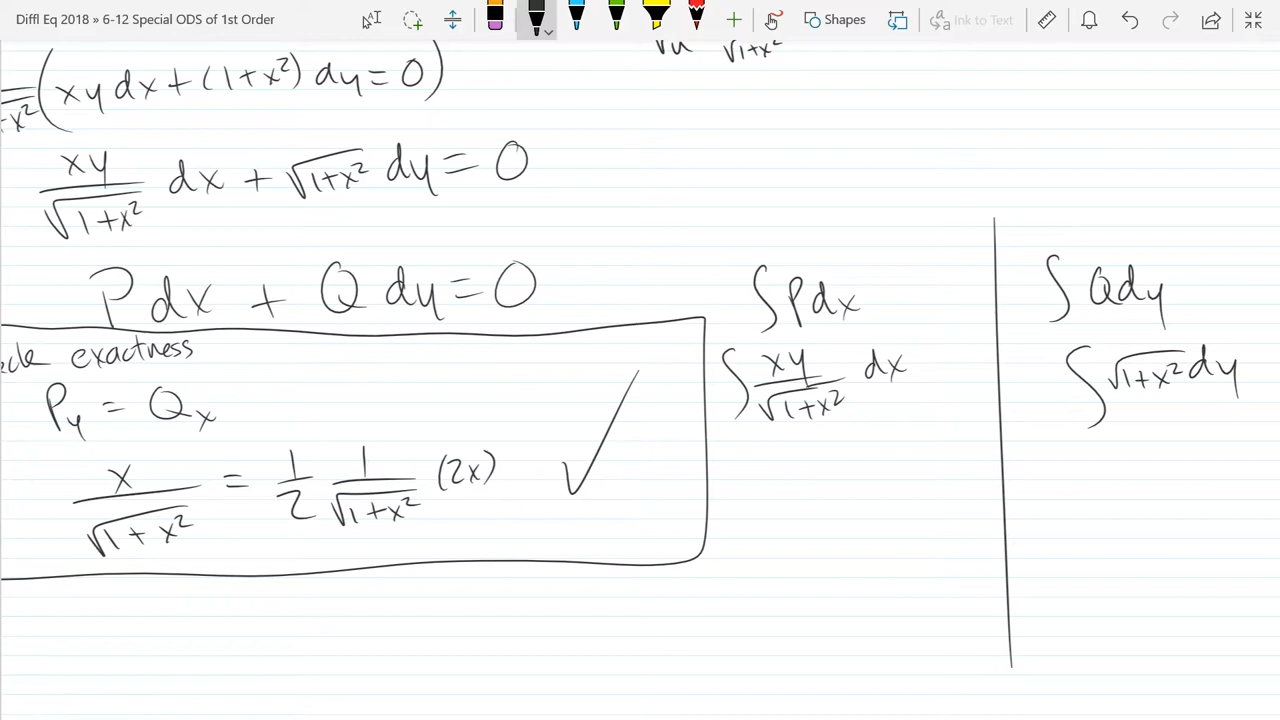 Diffl Eq 2018 » 6-12 Special ODS of 1st Order
Shapes
Ink to Text
√u √1+x²
(xy dx + (1+x²) dy = 0)
xy/√1+x² dx + √1+x² dy = 0
P dx + Q dy = 0
exactness
P_y = Q_x
x/√1+x² = 1/2 1/√1+x² (2x) ✓
∫ P dx
∫ xy/√1+x² dx
∫ Q dy
∫ √1+x² dy